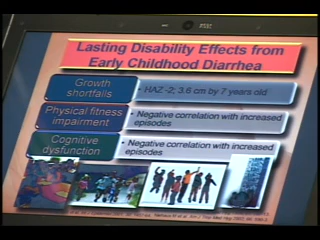 Lasting Disability Effects from
Early Childhood Diarrhea
Growth
shortfalls
• HAZ -2; 3.6 cm by 7 years old
Physical fitness
impairment
• Negative correlation with increased
episodes
Cognitive
dysfunction
• Negative correlation with increased
episodes